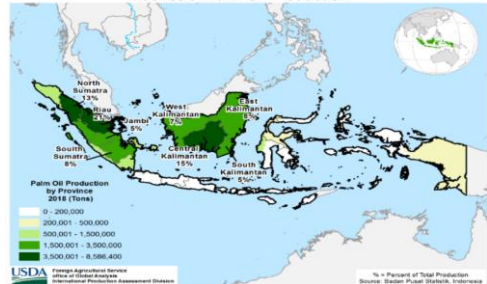 North
Sumatra
13%
Riau
Jambi
5%
West
Kalimantan
7%
East
Kalimantan
8%
South
Sumatra
8%
Central
Kalimantan
15%
South
Kalimantan
5%
Palm Oil Production
by Province
2018 (Tons)
0 - 200,000
200,001 - 500,000
500,001 - 1,500,000
1,500,001 - 3,500,000
3,500,001 - 8,586,400
USDA
Foreign Agricultural Service
Office of Global Analysis
International Production Assessment Division
% = Percent of Total Production
Source: Badan Pusat Statistik, Indonesia